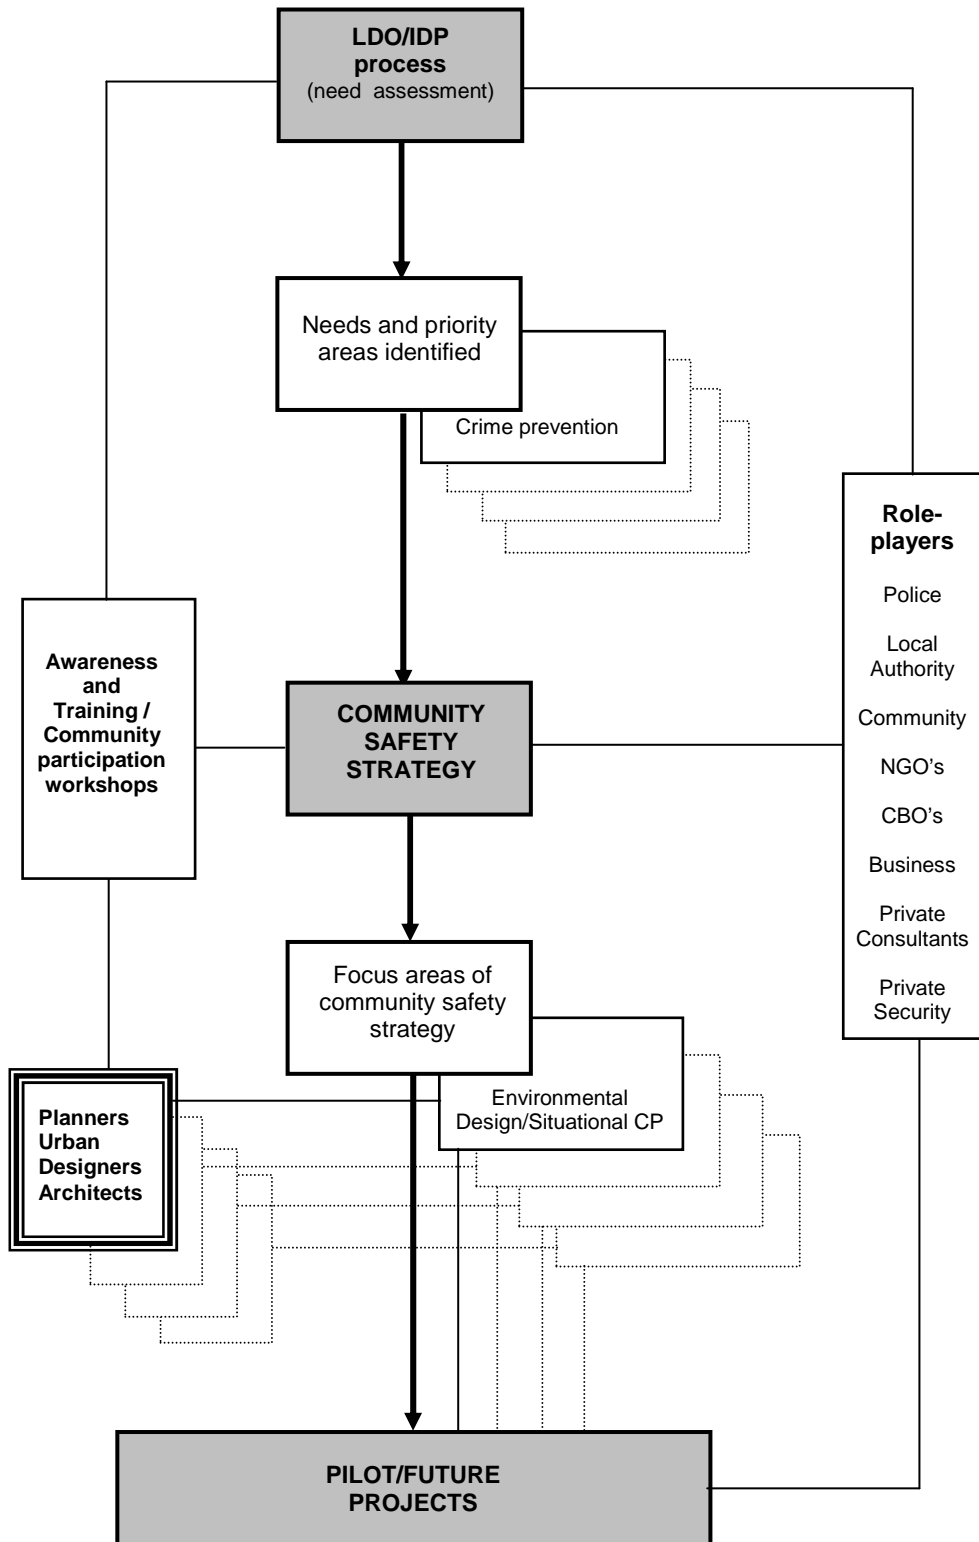 LDO/IDP
process
(need assessment)
Needs and priority
areas identified
Crime prevention
Role-
players
Police
Local
Authority
Community
NGO's
CBO's
Business
Private
Consultants
Private
Security
Awareness
and
Training /
Community
participation
workshops
COMMUNITY
SAFETY
STRATEGY
Focus areas of
community safety
strategy
Environmental
Design/Situational CP
Planners
Urban
Designers
Architects
PILOT/FUTURE
PROJECTS